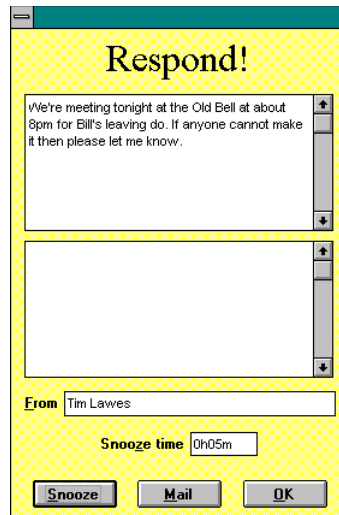 Respond!
We're meeting tonight at the Old Bell at about
8pm for Bill's leaving do. If anyone cannot make
it then please let me know.
From Tim Lawes
Snooze time 0h05m
Snooze Mail OK